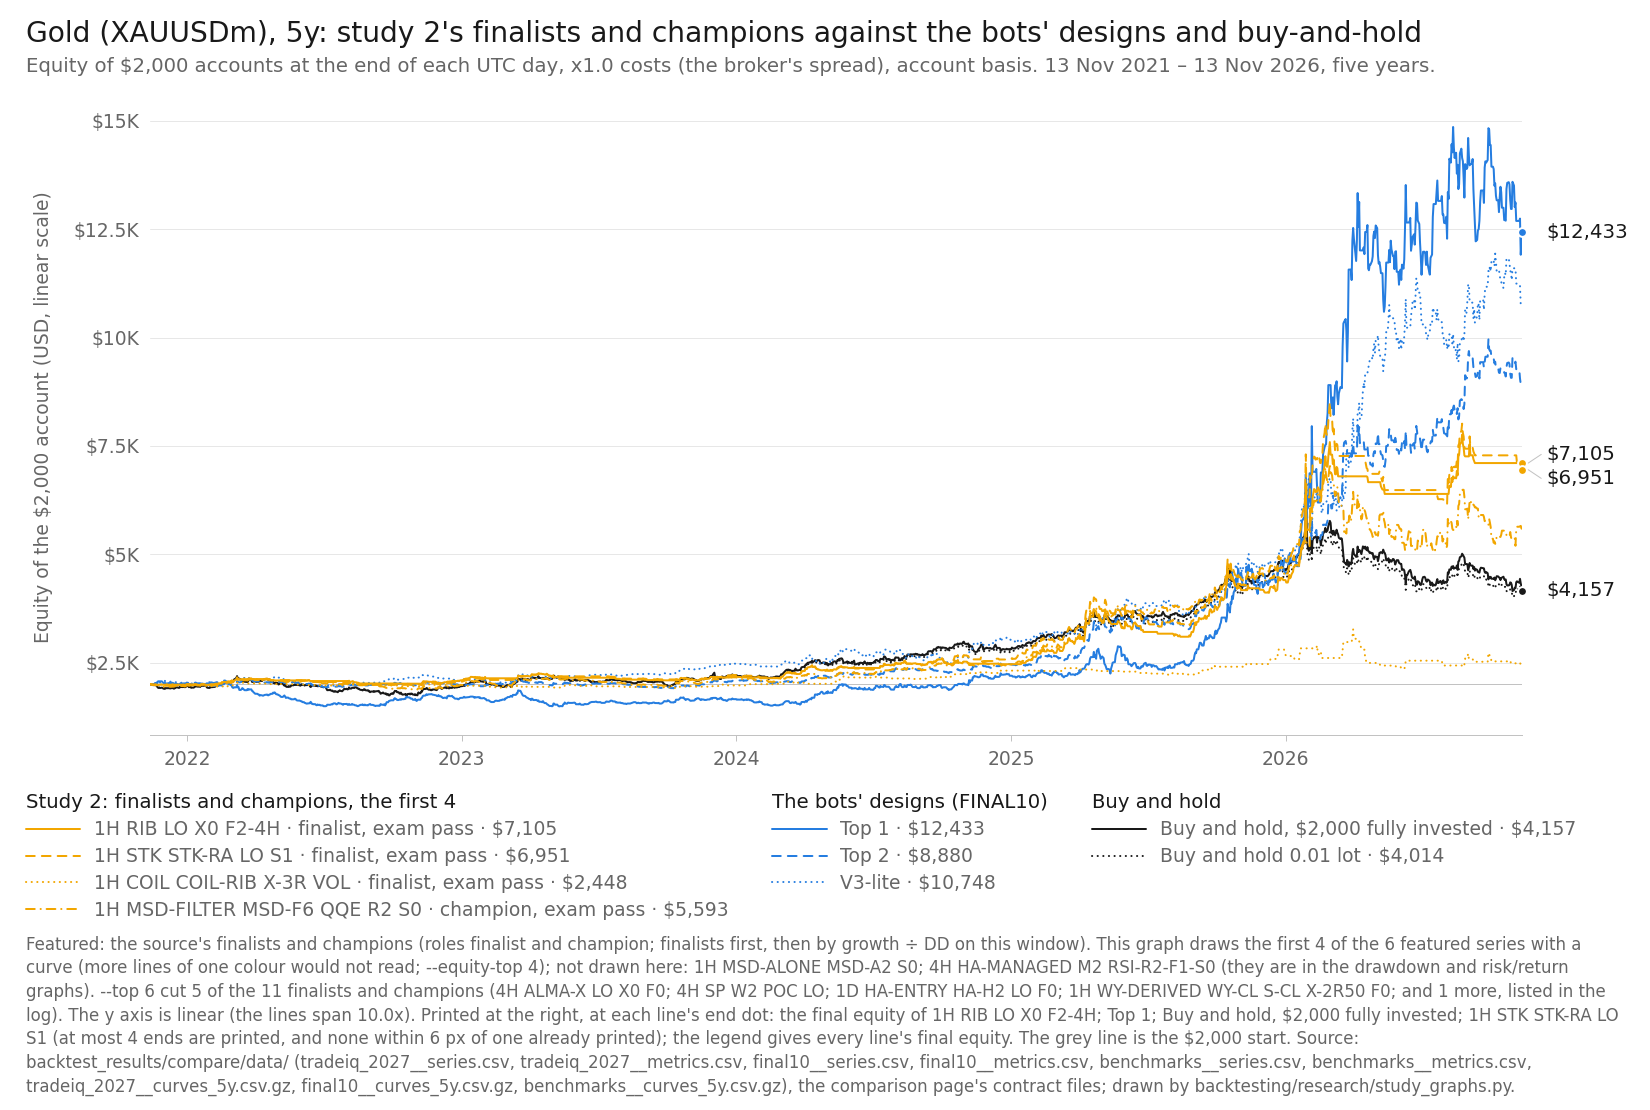 Gold (XAUUSDm), 5y: study 2's finalists and champions against the bots' designs and buy-and-hold
Equity of $2,000 accounts at the end of each UTC day, x1.0 costs (the broker's spread), account basis. 13 Nov 2021 – 13 Nov 2026, five years.
Equity of the $2,000 account (USD, linear scale)
$15K
$12.5K
$10K
$7.5K
$5K
$2.5K
$12,433
$7,105
$6,951
$4,157
2022
2023
2024
2025
2026
Study 2: finalists and champions, the first 4
1H RIB LO X0 F2-4H · finalist, exam pass · $7,105
1H STK STK-RA LO S1 · finalist, exam pass · $6,951
1H COIL COIL-RIB X-3R VOL · finalist, exam pass · $2,448
1H MSD-FILTER MSD-F6 QQE R2 S0 · champion, exam pass · $5,593
The bots' designs (FINAL10)
Top 1 · $12,433
Top 2 · $8,880
V3-lite · $10,748
Buy and hold
Buy and hold, $2,000 fully invested · $4,157
Buy and hold 0.01 lot · $4,014
Featured: the source's finalists and champions (roles finalist and champion; finalists first, then by growth ÷ DD on this window). This graph draws the first 4 of the 6 featured series with a
curve (more lines of one colour would not read; --equity-top 4); not drawn here: 1H MSD-ALONE MSD-A2 S0; 4H HA-MANAGED M2 RSI-R2-F1-S0 (they are in the drawdown and risk/return
graphs). --top 6 cut 5 of the 11 finalists and champions (4H ALMA-X LO X0 F0; 4H SP W2 POC LO; 1D HA-ENTRY HA-H2 LO F0; 1H WY-DERIVED WY-CL S-CL X-2R50 F0; and 1 more, listed in the
log). The y axis is linear (the lines span 10.0x). Printed at the right, at each line's end dot: the final equity of 1H RIB LO X0 F2-4H; Top 1; Buy and hold, $2,000 fully invested; 1H STK STK-RA LO
S1 (at most 4 ends are printed, and none within 6 px of one already printed); the legend gives every line's final equity. The grey line is the $2,000 start. Source:
backtest_results/compare/data/ (tradeiq_2027__series.csv, tradeiq_2027__metrics.csv, final10__series.csv, final10__metrics.csv, benchmarks__series.csv, benchmarks__metrics.csv,
tradeiq_2027__curves_5y.csv.gz, final10__curves_5y.csv.gz, benchmarks__curves_5y.csv.gz), the comparison page's contract files; drawn by backtesting/research/study_graphs.py.